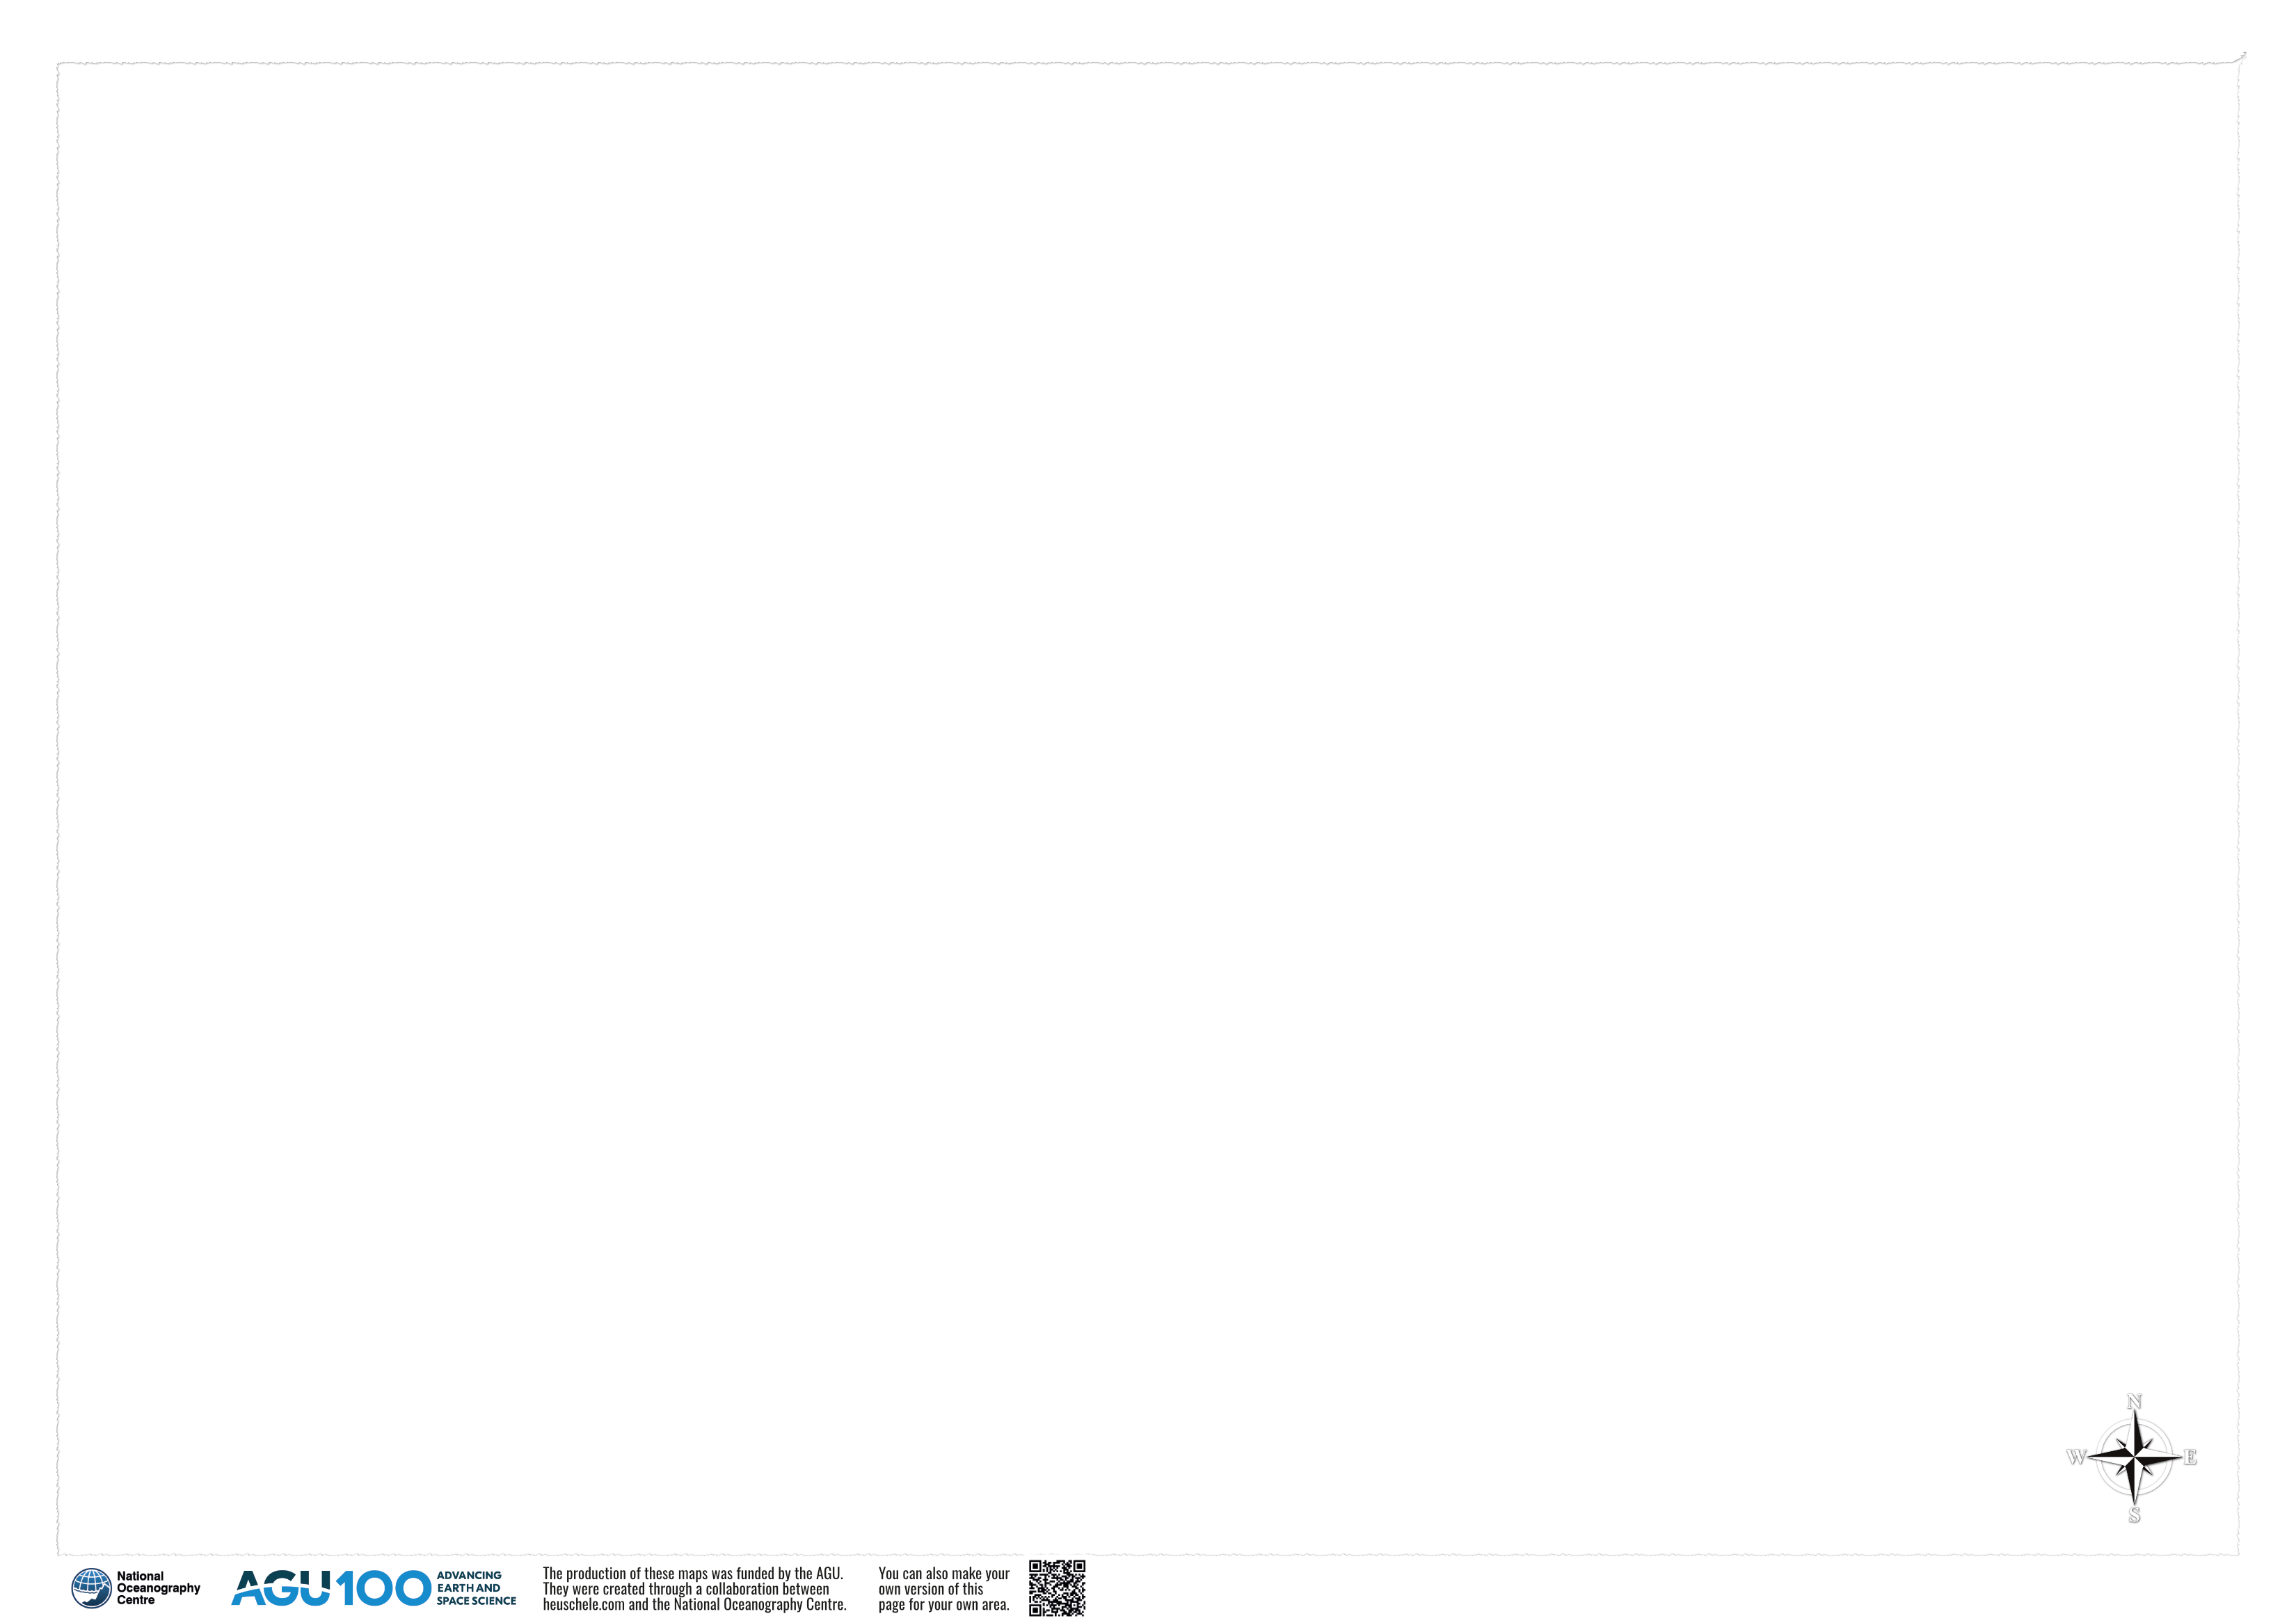 N
W E
S
National
Oceanography
Centre
AGU100
ADVANCING
EARTH AND
SPACE SCIENCE
The production of these maps was funded by the AGU.
They were created through a collaboration between
heuschele.com and the National Oceanography Centre.
You can also make your
own version of this
page for your own area.